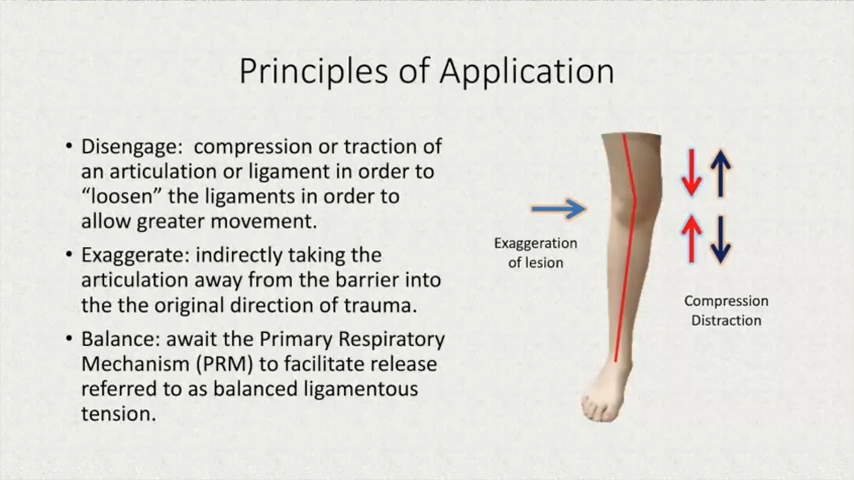 Principles of Application
• Disengage:  compression or traction of
an articulation or ligament in order to
“loosen” the ligaments in order to
allow greater movement.
• Exaggerate: indirectly taking the
articulation away from the barrier into
the the original direction of trauma.
• Balance: await the Primary Respiratory
Mechanism (PRM) to facilitate release
referred to as balanced ligamentous
tension.
Exaggeration
of lesion
Compression
Distraction